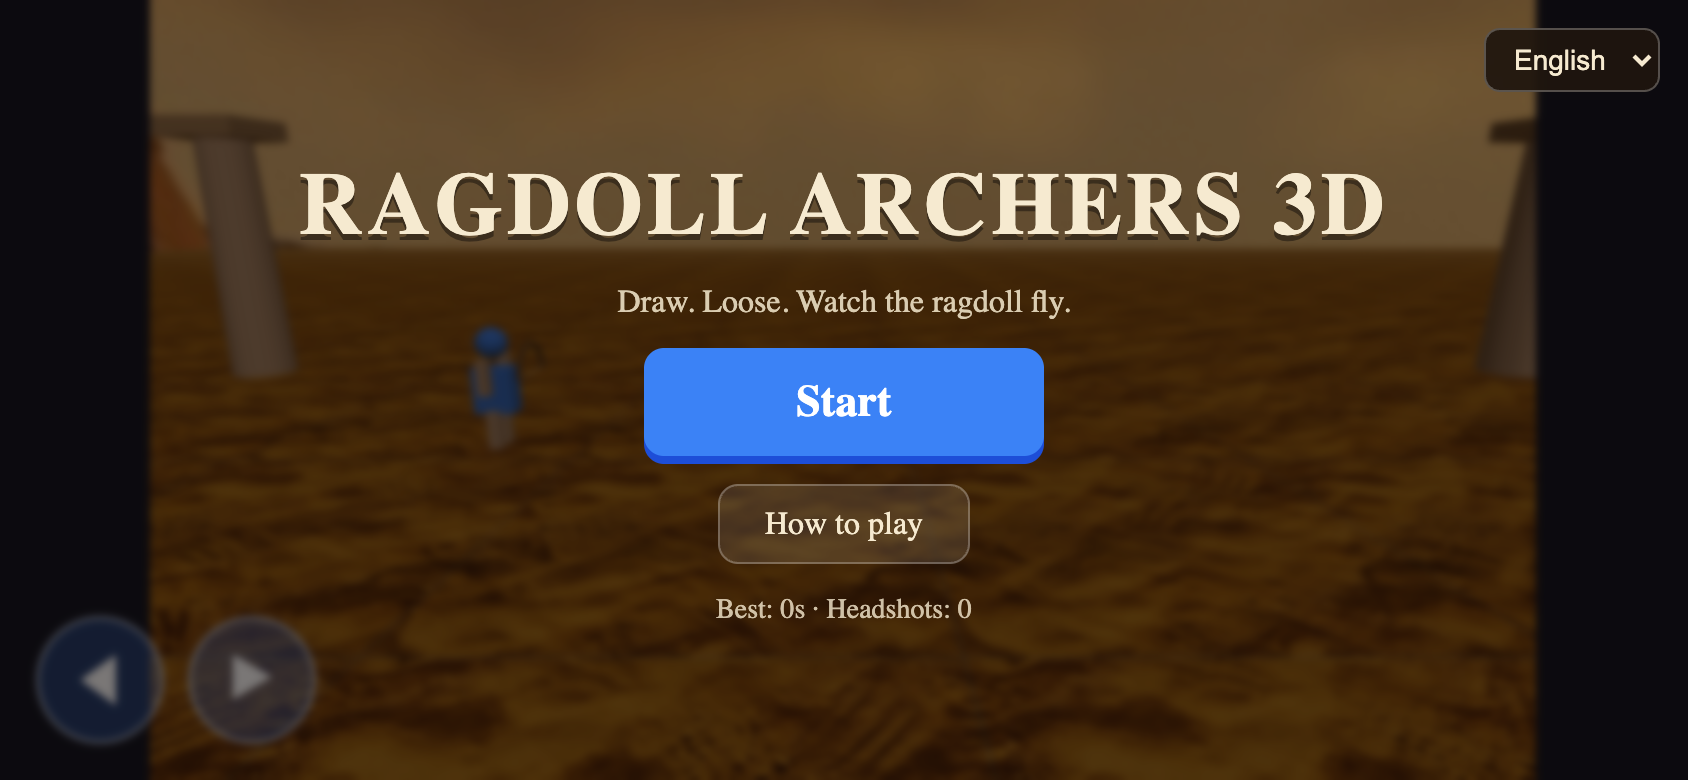 English
RAGDOLL ARCHERS 3D
Draw. Loose. Watch the ragdoll fly.
Start
How to play
Best: 0s · Headshots: 0